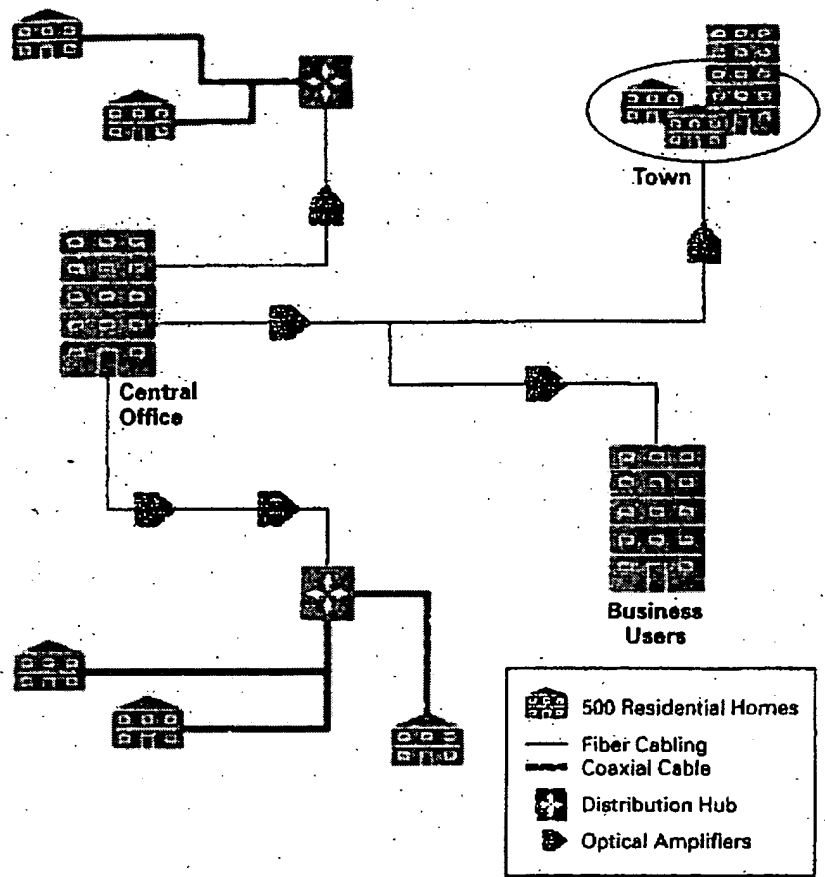 Town
Central
Office
Business
Users
500 Residential Homes
Fiber Cabling
Coaxial Cable
Distribution Hub
Optical Amplifiers